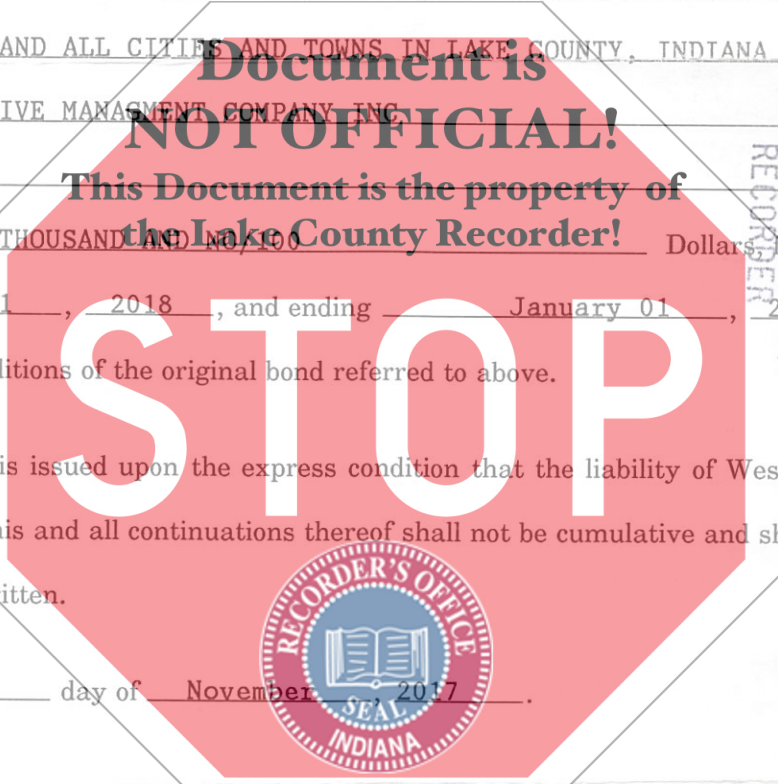 AND ALL CITIES AND TOWNS IN LAKE COUNTY, INDIANA
Document is
IVE MANAGMENT COMPANY INC
NOT OFFICIAL!
This Document is the property of
the Lake County Recorder!
THOUSAND AND NO/100 Dollars,
RECORDER
1, 2018, and ending January 01, 2
STOP
ditions of the original bond referred to above.
is issued upon the express condition that the liability of Wes
his and all continuations thereof shall not be cumulative and sh
itten.
day of November, 2017.
RECORDER'S OFFICE
SEAL
INDIANA